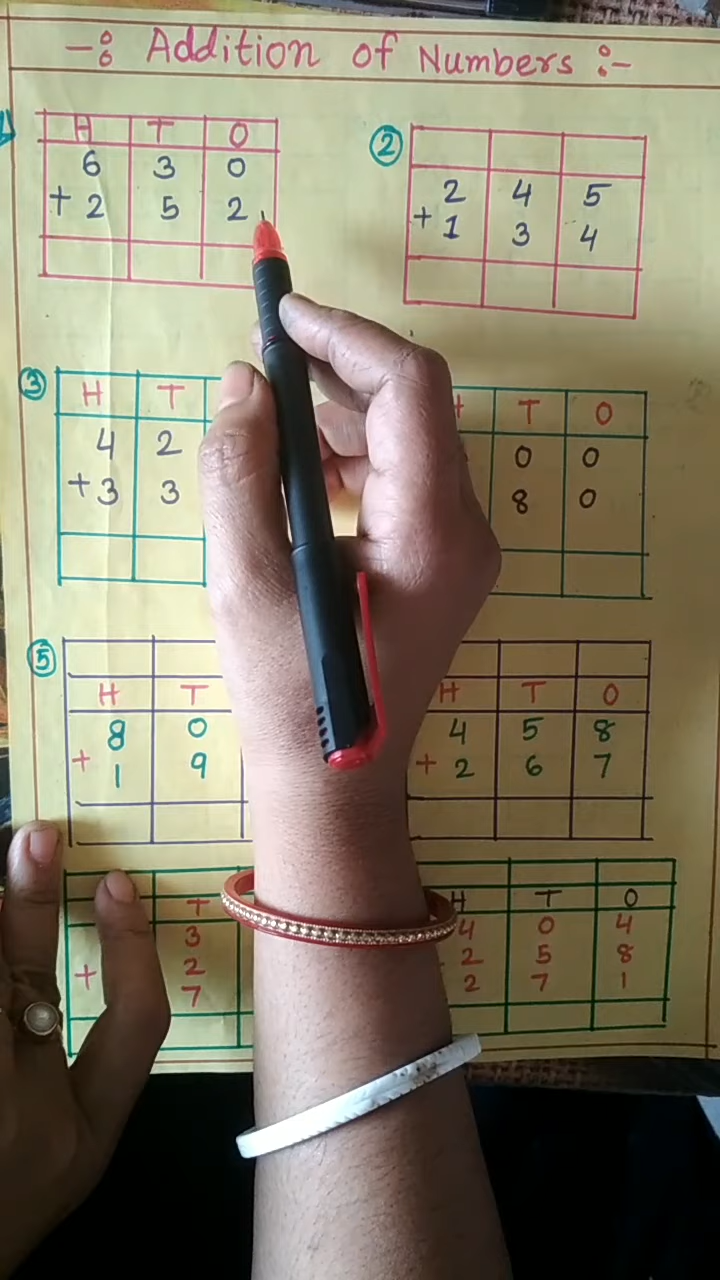 -: Addition of Numbers :-
H T O
6 3 0
+ 2 5 2
②
2 4 5
+ 1 3 4
③
H T
4 2
+ 3 3
T O
0 0
8 0
⑤
H T
8 0
+ 1 9
H T O
4 5 8
+ 2 6 7
T
3
2
+ 7
H T O
4 0 4
2 5 8
2 7 1